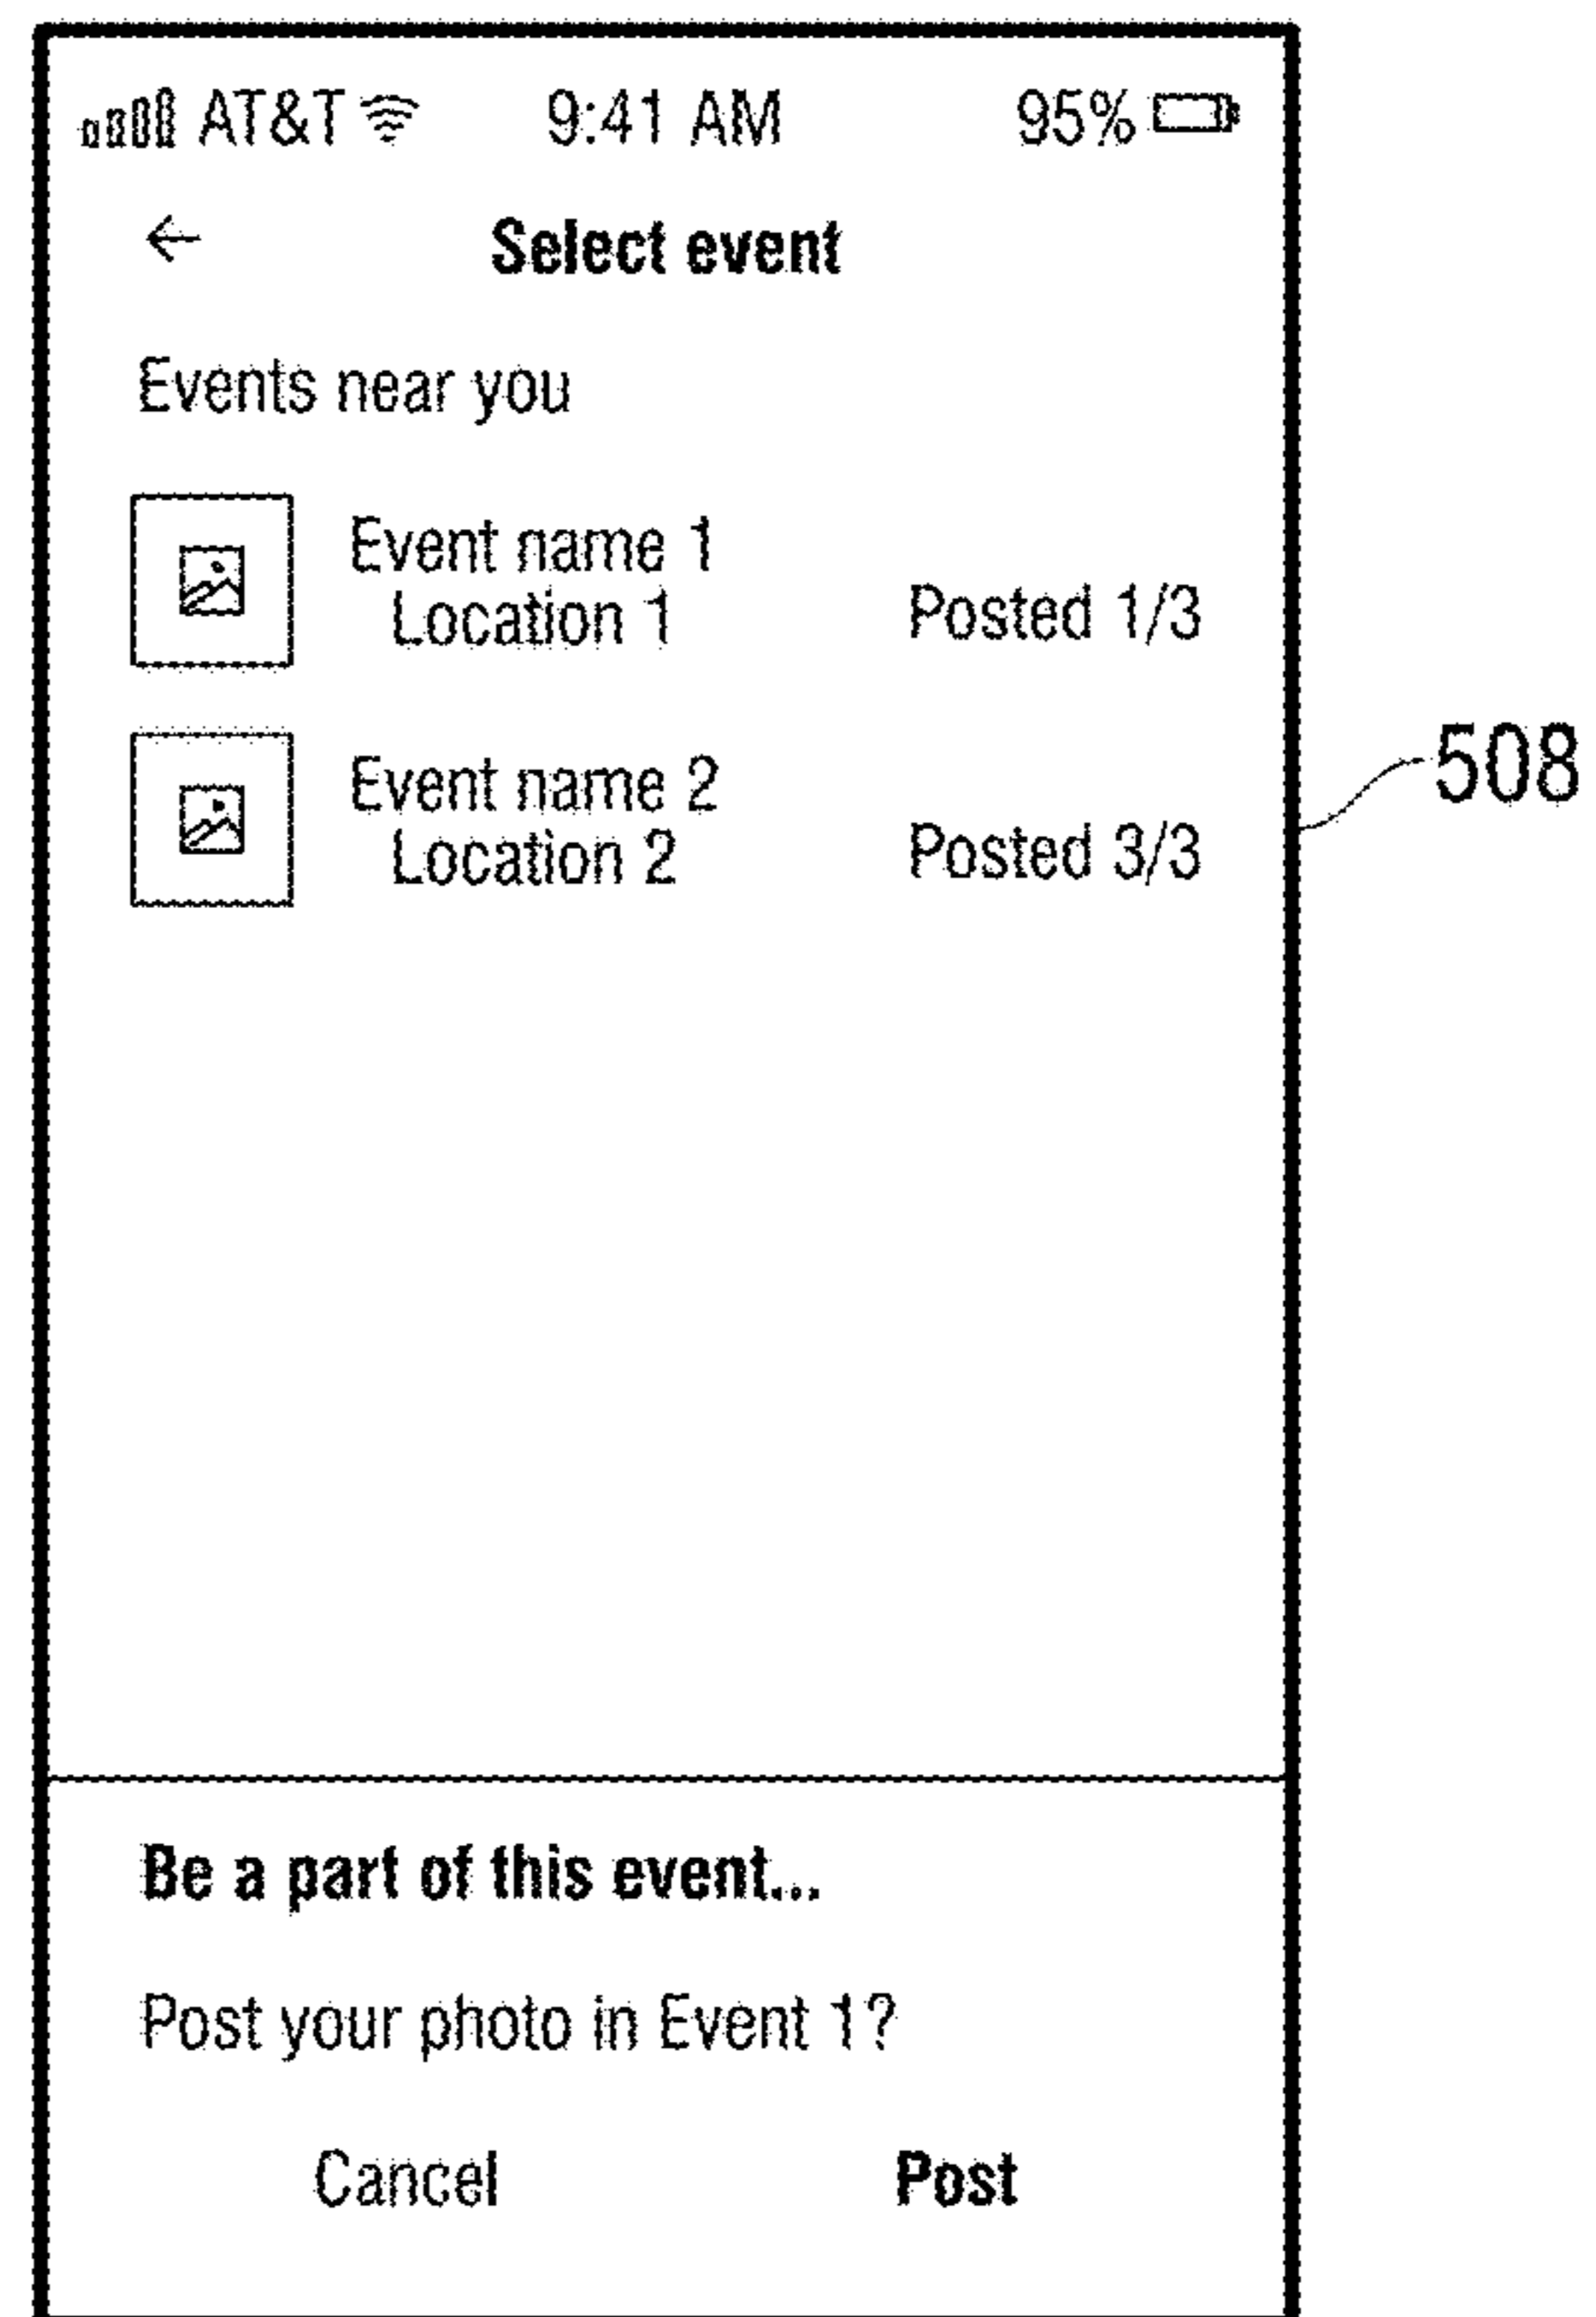 AT&T 9:41 AM 95%
Select event
Events near you
Event name 1
Location 1 Posted 1/3
Event name 2
Location 2 Posted 3/3
508
Be a part of this event...
Post your photo in Event 1?
Cancel Post